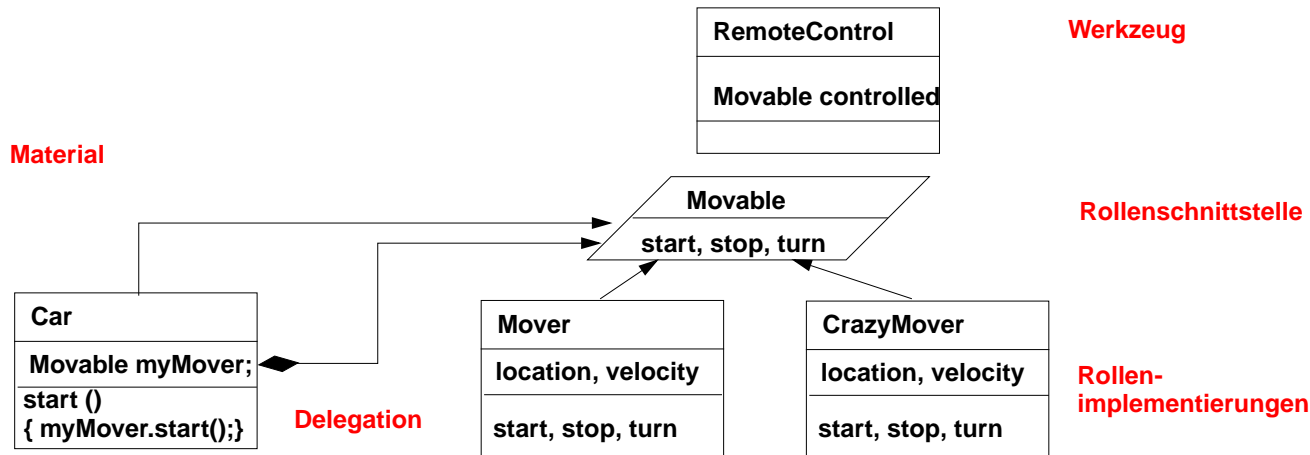 RemoteControl
Werkzeug
Movable controlled
Material
Movable
Rollenschnittstelle
start, stop, turn
Car
Movable myMover;
start ()
{ myMover.start();}
Delegation
Mover
location, velocity
start, stop, turn
CrazyMover
location, velocity
start, stop, turn
Rollen-
implementierungen